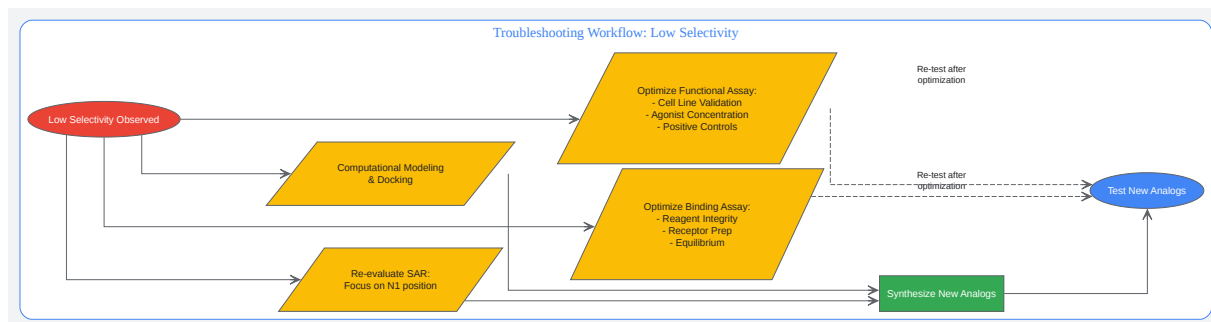 Troubleshooting Workflow: Low Selectivity
Low Selectivity Observed
Optimize Functional Assay:
- Cell Line Validation
- Agonist Concentration
- Positive Controls
Re-test after
optimization
Computational Modeling
& Docking
Optimize Binding Assay:
- Reagent Integrity
- Receptor Prep
- Equilibrium
Re-test after
optimization
Test New Analogs
Re-evaluate SAR:
Focus on N1 position
Synthesize New Analogs